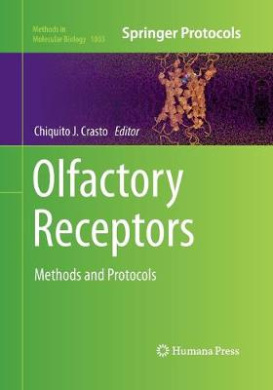 Methods in
Molecular Biology 1003
Springer Protocols
Chiquito J. Crasto Editor
Olfactory
Receptors
Methods and Protocols
Humana Press